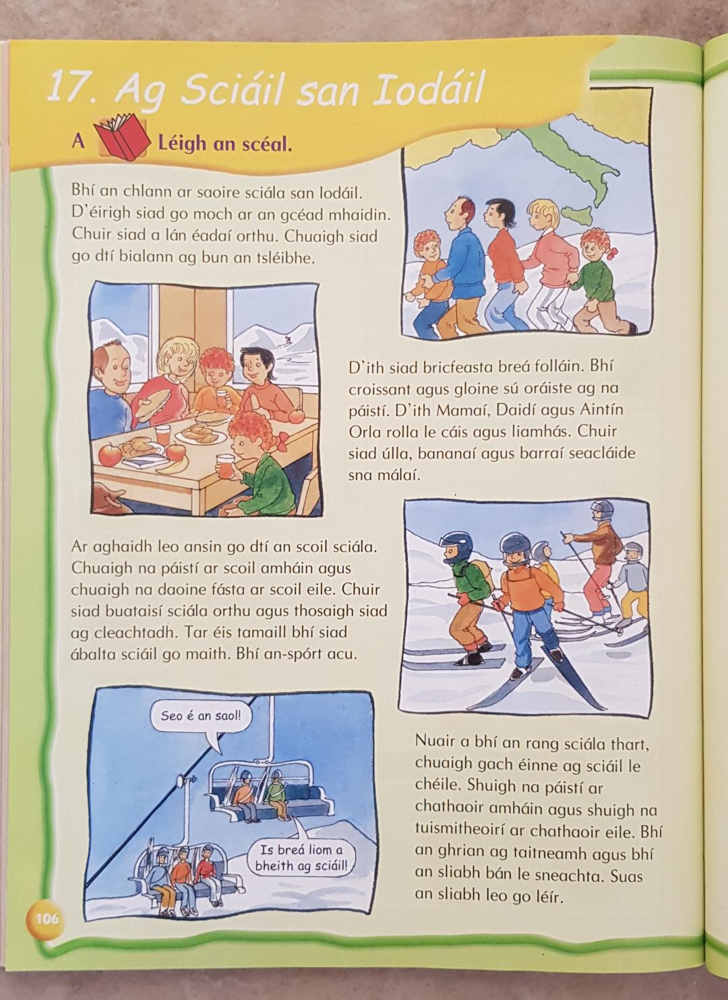 17. Ag Sciáil san Iodáil
A Léigh an scéal.
Bhí an chlann ar saoire sciála san Iodáil.
D'éirigh siad go moch ar an gcéad mhaidin.
Chuir siad a lán éadaí orthu. Chuaigh siad
go dtí bialann ag bun an tsléibhe.
D'ith siad bricfeasta breá folláin. Bhí
croissant agus gloine sú oráiste ag na
páistí. D'ith Mamaí, Daidí agus Aintín
Orla rolla le cáis agus liamhás. Chuir
siad úlla, bananaí agus barraí seacláide
sna málaí.
Ar aghaidh leo ansin go dtí an scoil sciála.
Chuaigh na páistí ar scoil amháin agus
chuaigh na daoine fásta ar scoil eile. Chuir
siad buataisí sciála orthu agus thosaigh siad
ag cleachtadh. Tar éis tamaill bhí siad
ábalta sciáil go maith. Bhí an-spórt acu.
Seo é an saol!
Is breá liom a
bheith ag sciáil!
Nuair a bhí an rang sciála thart,
chuaigh gach éinne ag sciáil le
chéile. Shuigh na páistí ar
chathaoir amháin agus shuigh na
tuismitheoirí ar chathaoir eile. Bhí
an ghrian ag taitneamh agus bhí
an sliabh bán le sneachta. Suas
an sliabh leo go léir.
106